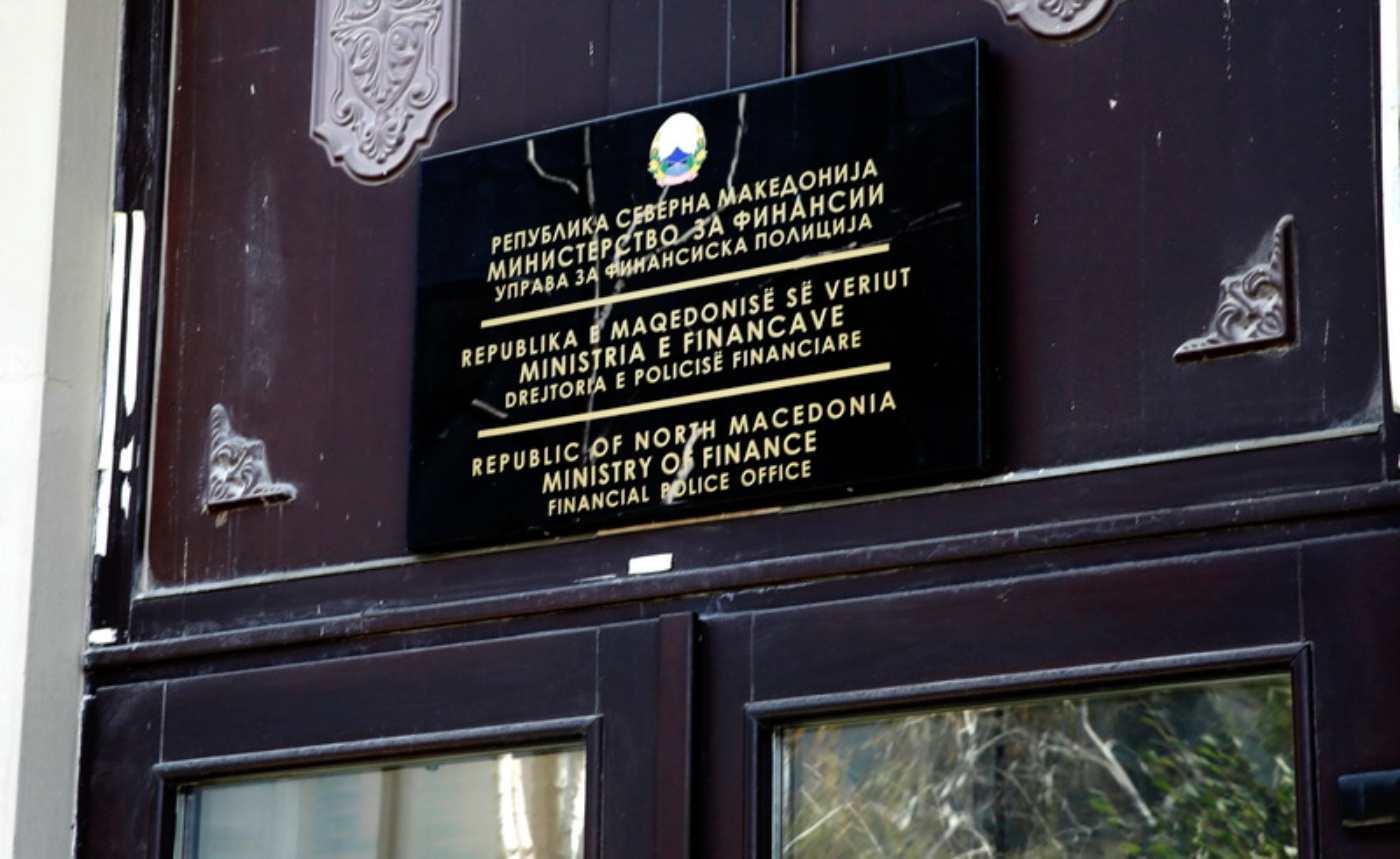 РЕПУБЛИКА СЕВЕРНА МАКЕДОНИЈА
МИНИСТЕРСТВО ЗА ФИНАНСИИ
УПРАВА ЗА ФИНАНСИСКА ПОЛИЦИЈА
REPUBLIKA E MAQEDONISË SË VERIUT
MINISTRIA E FINANCAVE
DREJTORIA E POLICISË FINANCIARE
REPUBLIC OF NORTH MACEDONIA
MINISTRY OF FINANCE
FINANCIAL POLICE OFFICE